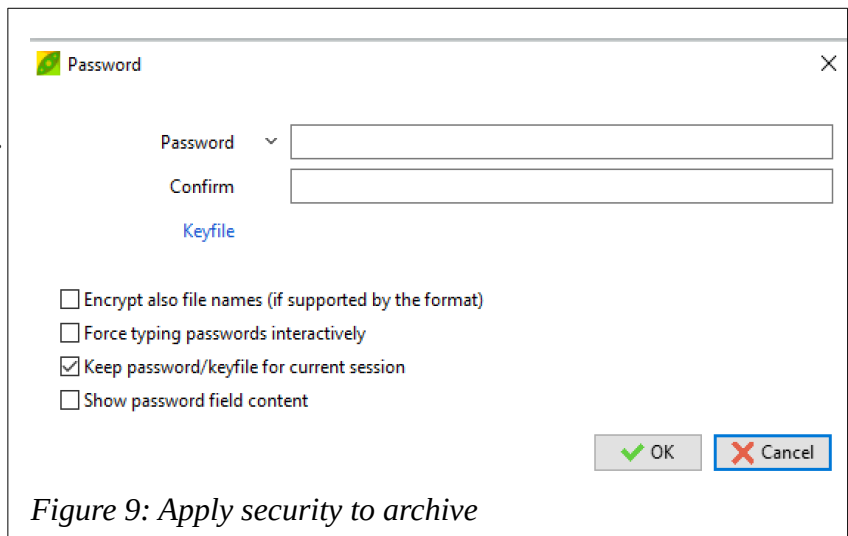 Password
Password
Confirm
Keyfile
Encrypt also file names (if supported by the format)
Force typing passwords interactively
Keep password/keyfile for current session
Show password field content
OK Cancel
Figure 9: Apply security to archive